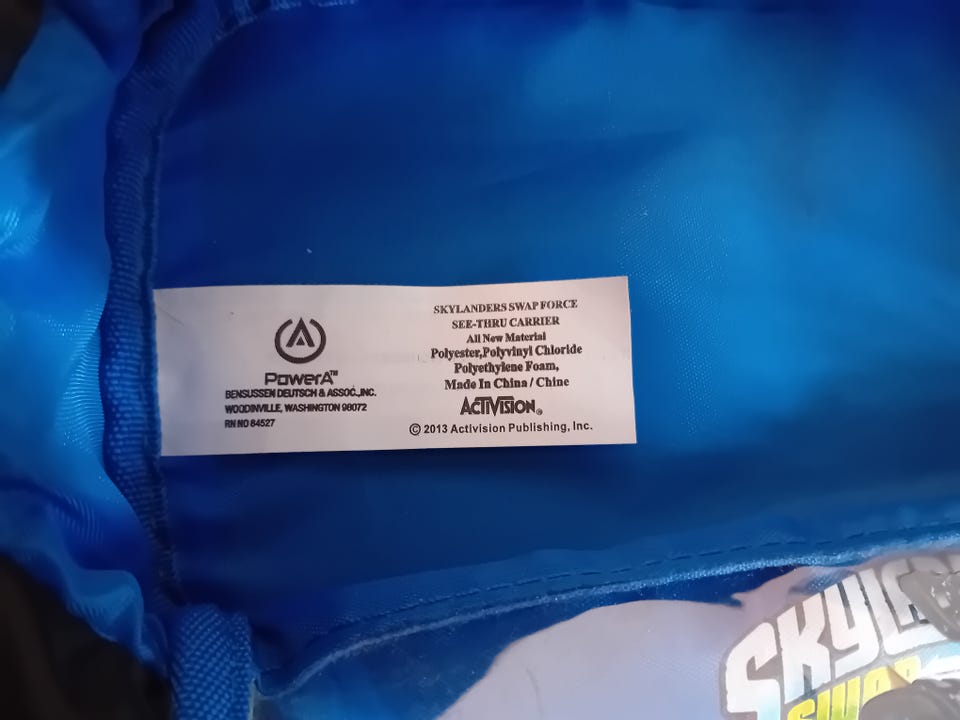 PowerA™
BENSUSSEN DEUTSCH & ASSOC.,INC.
WOODINVILLE, WASHINGTON 98072
RN NO 84527
SKYLANDERS SWAP FORCE
SEE-THRU CARRIER
All New Material
Polyester,Polyvinyl Chloride
Polyethylene Foam,
Made In China / Chine
ACTIVISION®
© 2013 Activision Publishing, Inc.